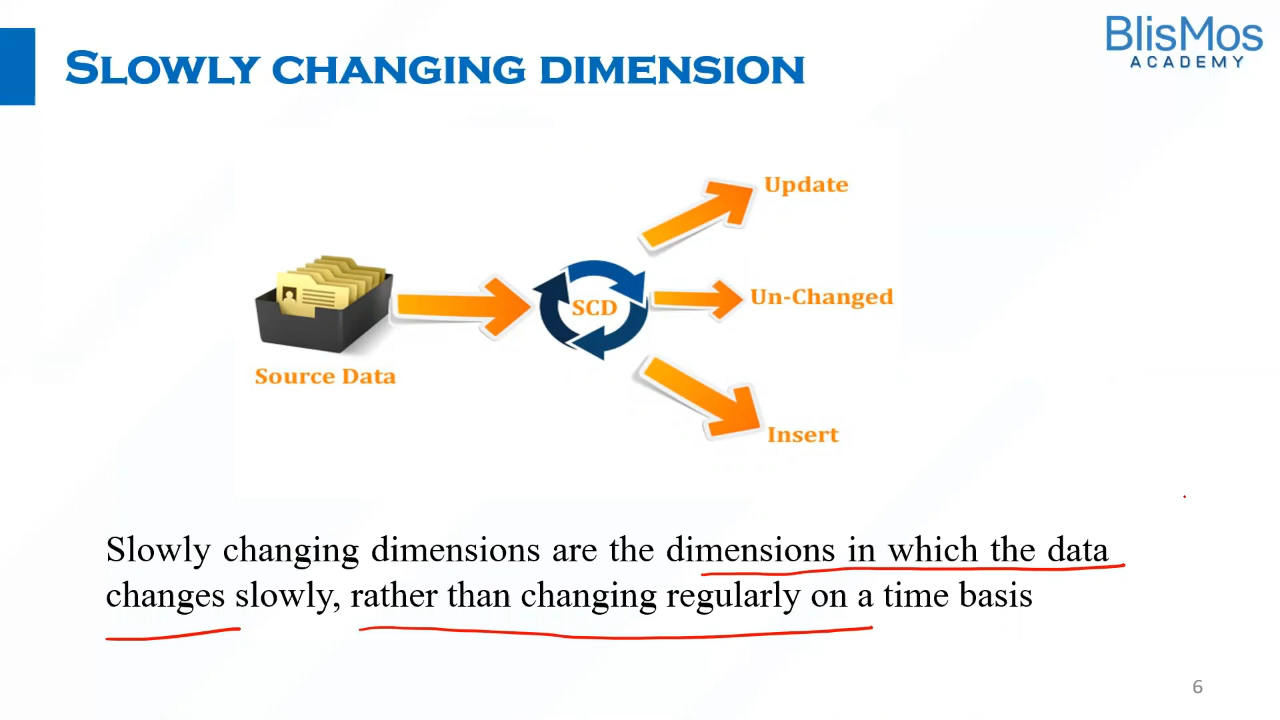 SLOWLY CHANGING DIMENSION
BlisMos
ACADEMY
Update
Un-Changed
SCD
Source Data
Insert
Slowly changing dimensions are the dimensions in which the data
changes slowly, rather than changing regularly on a time basis
6